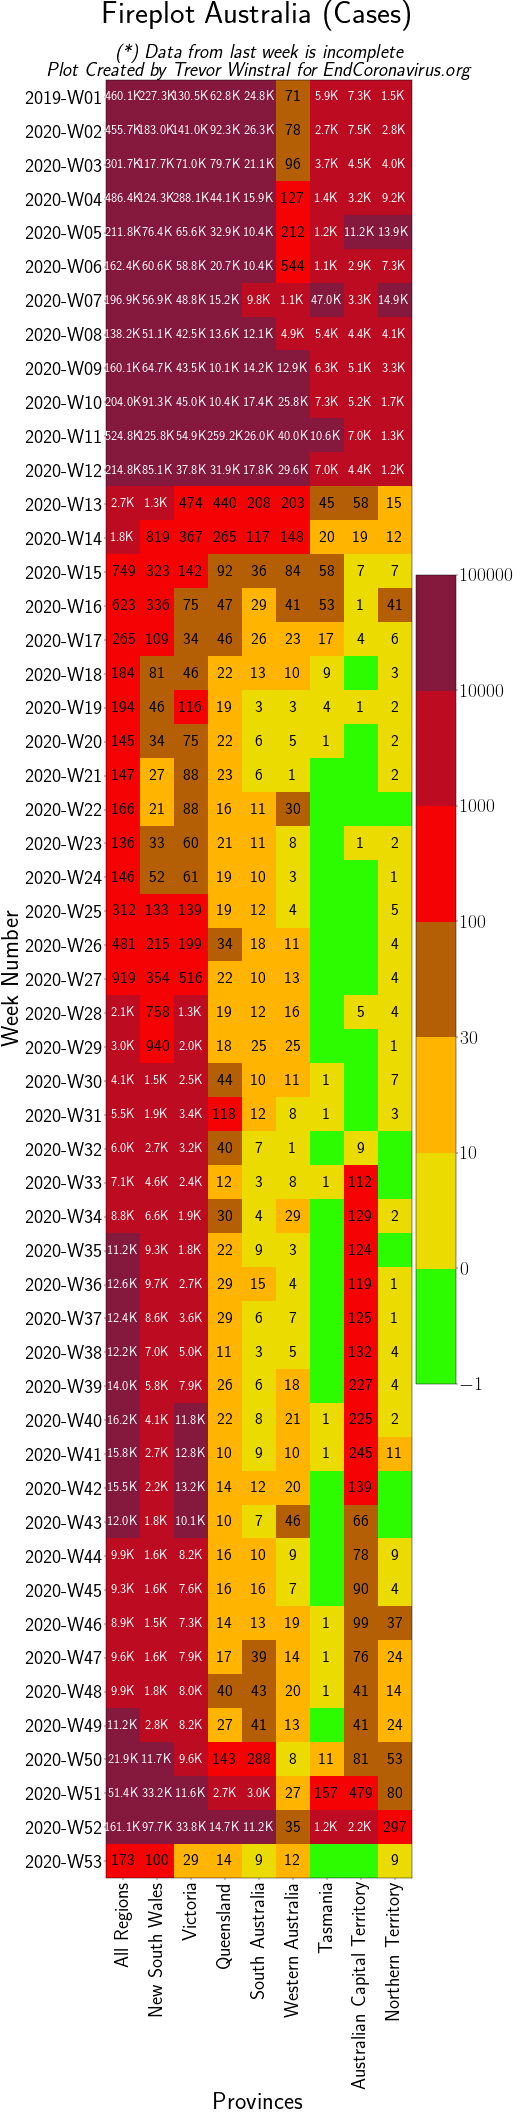 Fireplot Australia (Cases)
(*) Data from last week is incomplete
Plot Created by Trevor Winstral for EndCoronavirus.org
2019-W01 460.1K 227.3K 130.5K 62.8K 24.8K 71 5.9K 7.3K 1.5K
2020-W02 455.7K 183.0K 141.0K 92.3K 26.3K 78 2.7K 7.5K 2.8K
2020-W03 301.7K 117.7K 71.0K 79.7K 21.1K 96 3.7K 4.5K 4.0K
2020-W04 486.4K 124.3K 288.1K 44.1K 15.9K 127 1.4K 3.2K 9.2K
2020-W05 211.8K 76.4K 65.6K 32.9K 10.4K 212 1.2K 11.2K 13.9K
2020-W06 162.4K 60.6K 58.8K 20.7K 10.4K 544 1.1K 2.9K 7.3K
2020-W07 196.9K 56.9K 48.8K 15.2K 9.8K 1.1K 47.0K 3.3K 14.9K
2020-W08 138.2K 51.1K 42.5K 13.6K 12.1K 4.9K 5.4K 4.4K 4.1K
2020-W09 160.1K 64.7K 43.5K 10.1K 14.2K 12.9K 6.3K 5.1K 3.3K
2020-W10 204.0K 91.3K 45.0K 10.4K 17.4K 25.8K 7.3K 5.2K 1.7K
2020-W11 524.8K 125.8K 54.9K 259.2K 26.0K 40.0K 10.6K 7.0K 1.3K
2020-W12 214.8K 85.1K 37.8K 31.9K 17.8K 29.6K 7.0K 4.4K 1.2K
2020-W13 2.7K 1.3K 474 440 208 203 45 58 15
2020-W14 1.8K 819 367 265 117 148 20 19 12
2020-W15 749 323 142 92 36 84 58 7 7
2020-W16 623 336 75 47 29 41 53 1 41
2020-W17 265 109 34 46 26 23 17 4 6
2020-W18 184 81 46 22 13 10 9 3
2020-W19 194 46 116 19 3 3 4 1 2
2020-W20 145 34 75 22 6 5 1 2
2020-W21 147 27 88 23 6 1 2
2020-W22 166 21 88 16 11 30
2020-W23 136 33 60 21 11 8 1 2
2020-W24 146 52 61 19 10 3 1
2020-W25 312 133 139 19 12 4 5
2020-W26 481 215 199 34 18 11 4
2020-W27 919 354 516 22 10 13 4
2020-W28 2.1K 758 1.3K 19 12 16 5 4
2020-W29 3.0K 940 2.0K 18 25 25 1
2020-W30 4.1K 1.5K 2.5K 44 10 11 1 7
2020-W31 5.5K 1.9K 3.4K 118 12 8 1 3
2020-W32 6.0K 2.7K 3.2K 40 7 1 9
2020-W33 7.1K 4.6K 2.4K 12 3 8 1 112
2020-W34 8.8K 6.6K 1.9K 30 4 29 129 2
2020-W35 11.2K 9.3K 1.8K 22 9 3 124
2020-W36 12.6K 9.7K 2.7K 29 15 4 119 1
2020-W37 12.4K 8.6K 3.6K 29 6 7 125 1
2020-W38 12.2K 7.0K 5.0K 11 3 5 132 4
2020-W39 14.0K 5.8K 7.9K 26 6 18 227 4
2020-W40 16.2K 4.1K 11.8K 22 8 21 1 225 2
2020-W41 15.8K 2.7K 12.8K 10 9 10 1 245 11
2020-W42 15.5K 2.2K 13.2K 14 12 20 139
2020-W43 12.0K 1.8K 10.1K 10 7 46 66
2020-W44 9.9K 1.6K 8.2K 16 10 9 78 9
2020-W45 9.3K 1.6K 7.6K 16 16 7 90 4
2020-W46 8.9K 1.5K 7.3K 14 13 19 1 99 37
2020-W47 9.6K 1.6K 7.9K 17 39 14 1 76 24
2020-W48 9.9K 1.8K 8.0K 40 43 20 1 41 14
2020-W49 11.2K 2.8K 8.2K 27 41 13 41 24
2020-W50 21.9K 11.7K 9.6K 143 288 8 11 81 53
2020-W51 51.4K 33.2K 11.6K 2.7K 3.0K 27 157 479 80
2020-W52 161.1K 97.7K 33.8K 14.7K 11.2K 35 1.2K 2.2K 297
2020-W53 173 100 29 14 9 12 9
Week Number
100000
10000
1000
100
30
10
0
−1
All Regions
New South Wales
Victoria
Queensland
South Australia
Western Australia
Tasmania
Australian Capital Territory
Northern Territory
Provinces